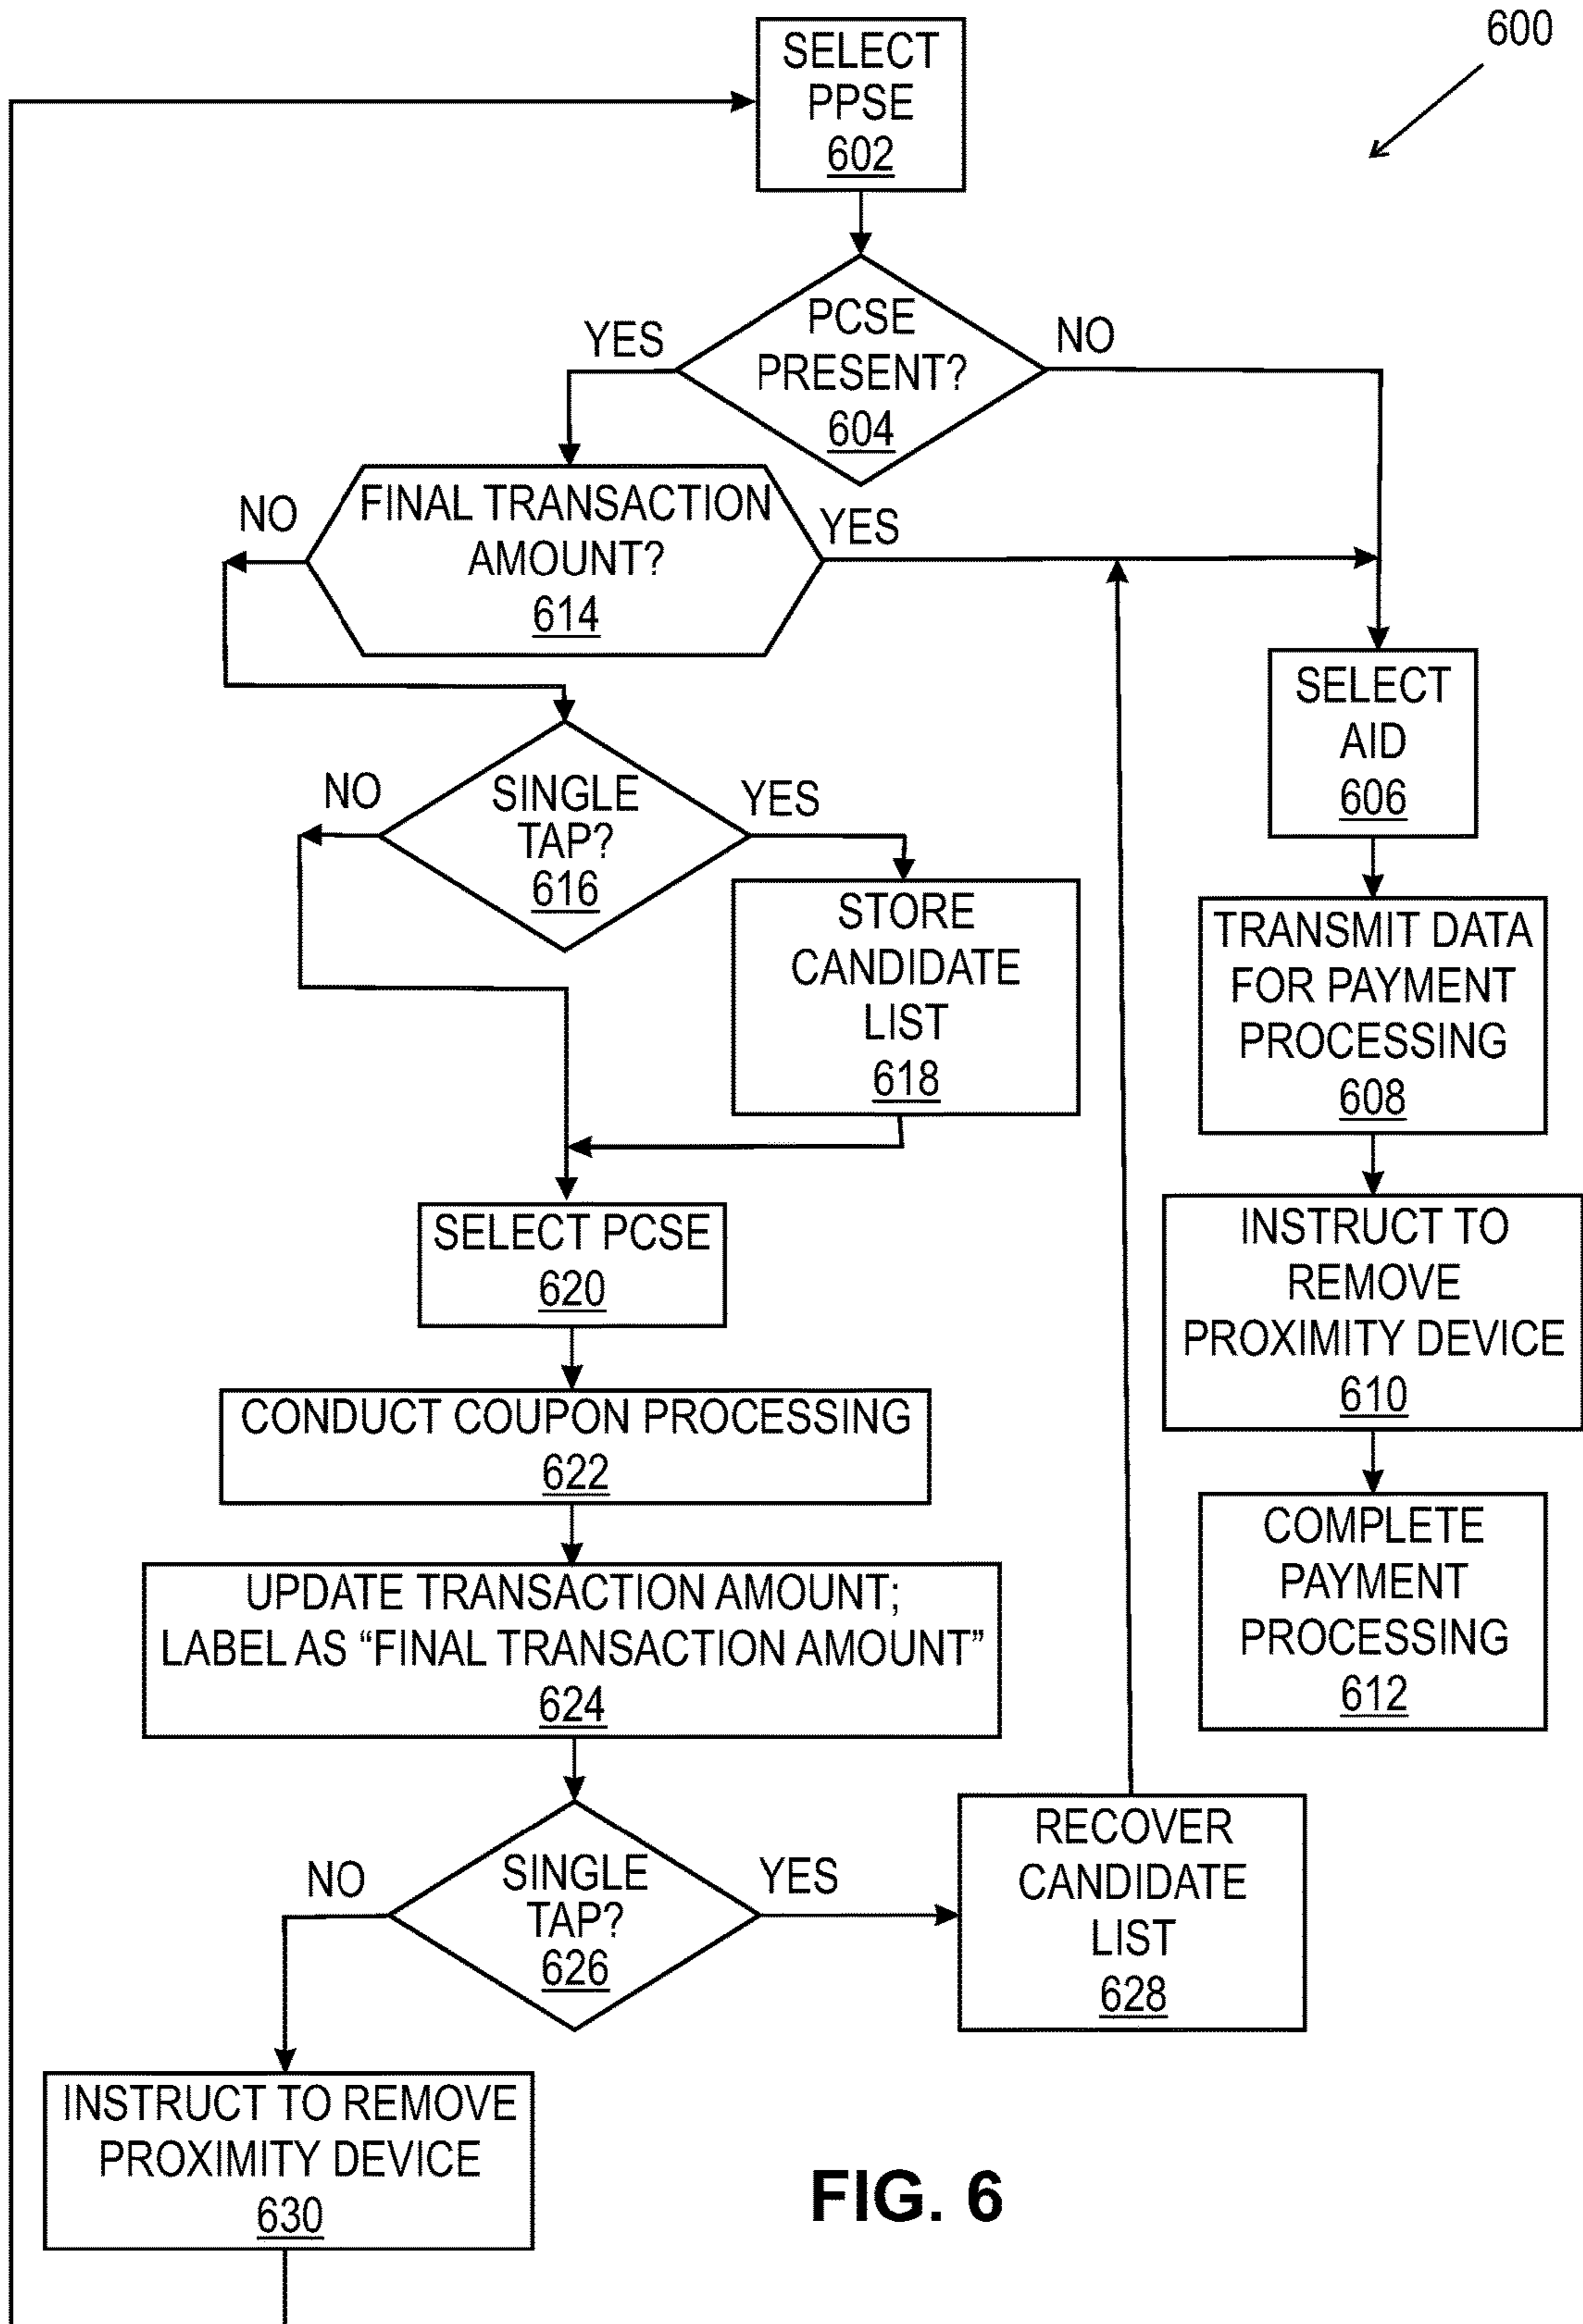 600
SELECT
PPSE
602
PCSE
PRESENT?
604
YES
NO
FINAL TRANSACTION
AMOUNT?
614
NO
YES
SELECT
AID
606
SINGLE
TAP?
616
NO
YES
STORE
CANDIDATE
LIST
618
TRANSMIT DATA
FOR PAYMENT
PROCESSING
608
SELECT PCSE
620
INSTRUCT TO
REMOVE
PROXIMITY DEVICE
610
CONDUCT COUPON PROCESSING
622
COMPLETE
PAYMENT
PROCESSING
612
UPDATE TRANSACTION AMOUNT;
LABEL AS “FINAL TRANSACTION AMOUNT”
624
SINGLE
TAP?
626
NO
YES
RECOVER
CANDIDATE
LIST
628
INSTRUCT TO REMOVE
PROXIMITY DEVICE
630
FIG. 6